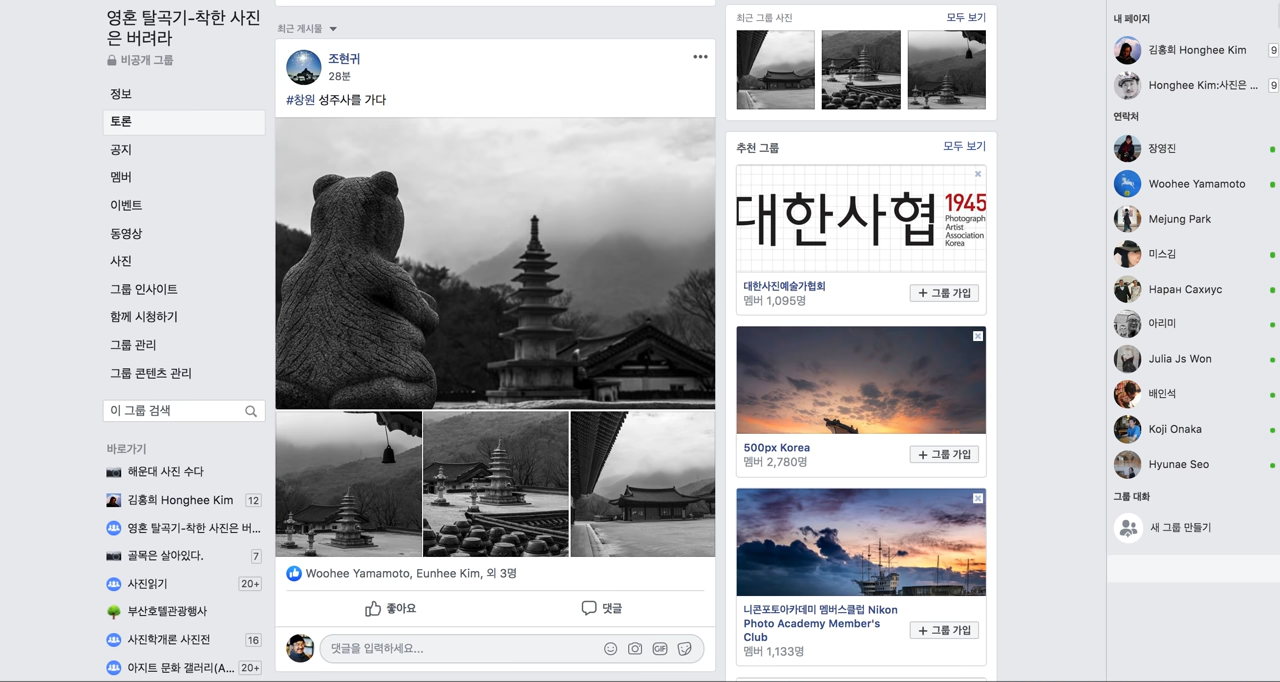 영혼 탈곡기-착한 사진
은 버려라
비공개 그룹
정보
토론
공지
멤버
이벤트
동영상
사진
그룹 인사이트
함께 시청하기
그룹 관리
그룹 콘텐츠 관리
이 그룹 검색
바로가기
해운대 사진 수다
김홍희 Honghee Kim 12
영혼 탈곡기-착한 사진은 버...
골목은 살아있다. 7
사진읽기 20+
부산호텔관광행사
사진학개론 사진전 16
아지트 문화 갤러리(A... 20+
최근 게시물
조현귀
28분
#창원 성주사를 가다
Woohee Yamamoto, Eunhee Kim, 외 3명
좋아요 댓글
댓글을 입력하세요...
GIF
최근 그룹 사진 모두 보기
추천 그룹 모두 보기
대한사협 1945
Photograph
Artist
Association
Korea
대한사진예술가협회
멤버 1,095명
+ 그룹 가입
500px Korea
멤버 2,780명
+ 그룹 가입
니콘포토아카데미 멤버스클럽 Nikon
Photo Academy Member's
Club
멤버 1,133명
+ 그룹 가입
내 페이지
김홍희 Honghee Kim 9
Honghee Kim:사진은 ... 9
연락처
장영진
Woohee Yamamoto
Mejung Park
미스김
Наран Сахиус
아리미
Julia Js Won
배인석
Koji Onaka
Hyunae Seo
그룹 대화
새 그룹 만들기